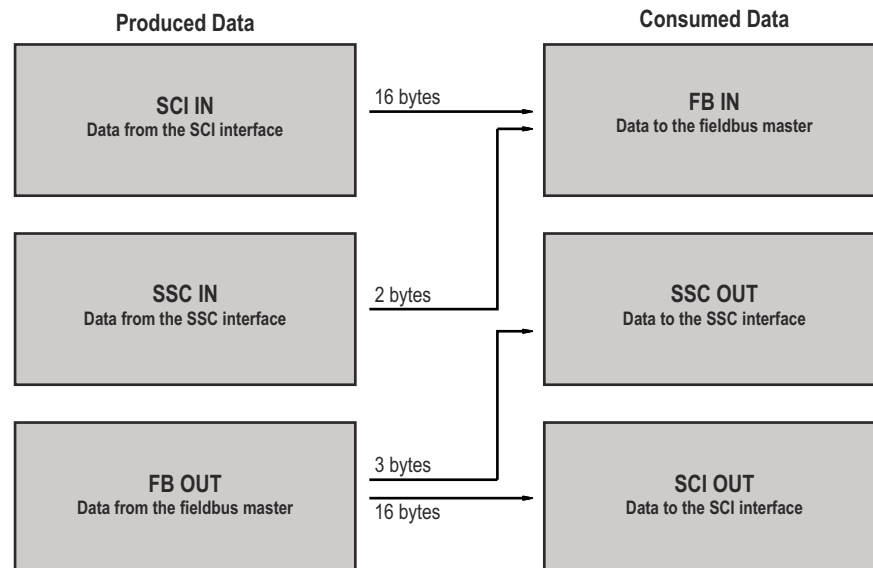 Produced Data
Consumed Data
SCI IN
Data from the SCI interface
16 bytes
FB IN
Data to the fieldbus master
SSC IN
Data from the SSC interface
2 bytes
SSC OUT
Data to the SSC interface
FB OUT
Data from the fieldbus master
3 bytes
16 bytes
SCI OUT
Data to the SCI interface